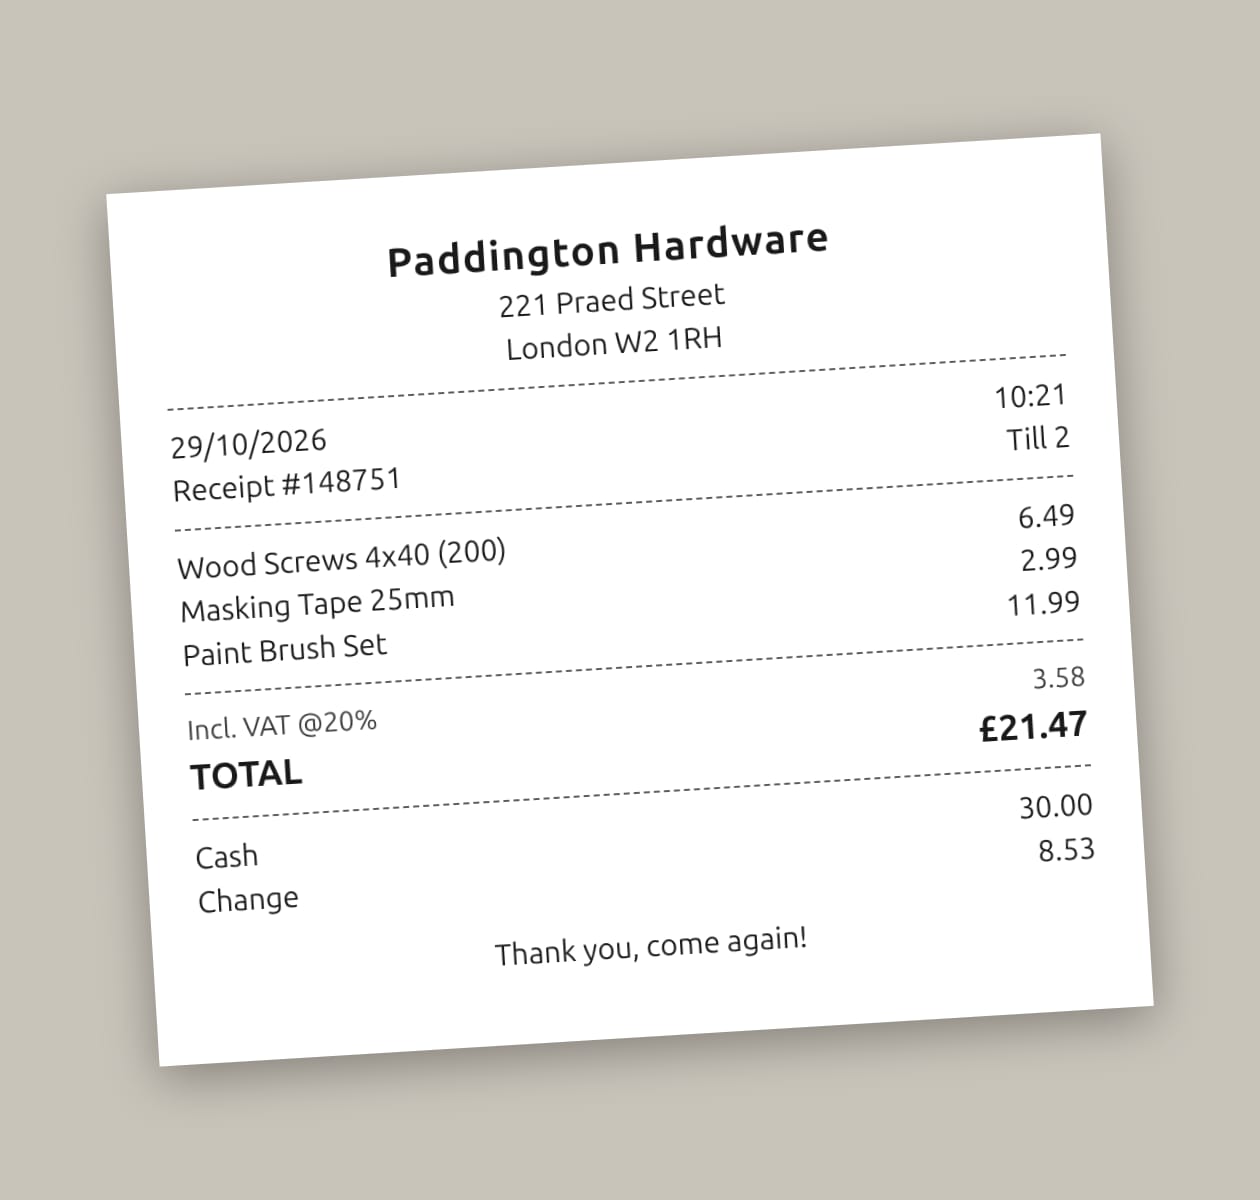 Paddington Hardware
221 Praed Street
London W2 1RH
29/10/2026 10:21
Receipt #148751 Till 2
Wood Screws 4x40 (200) 6.49
Masking Tape 25mm 2.99
Paint Brush Set 11.99
Incl. VAT @20% 3.58
TOTAL £21.47
Cash 30.00
Change 8.53
Thank you, come again!